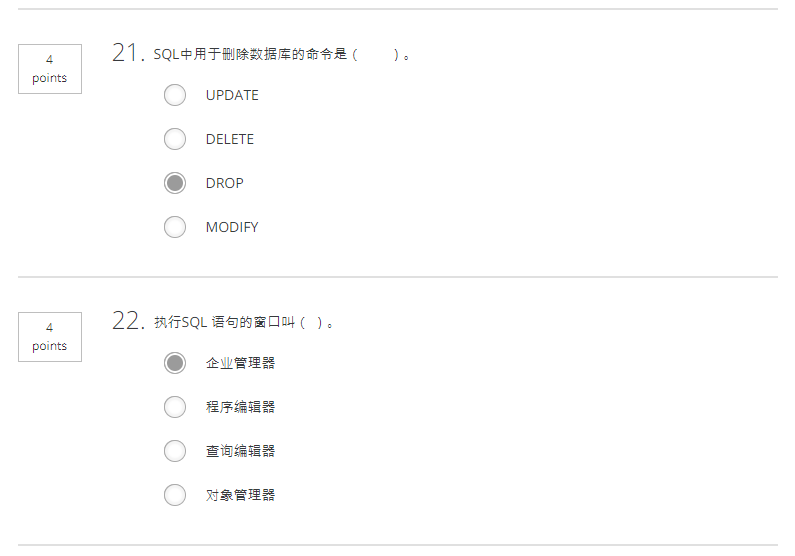 4
points
21. SQL中用于删除数据库的命令是（　　）。
UPDATE
DELETE
DROP
MODIFY
4
points
22. 执行SQL 语句的窗口叫（ ）。
企业管理器
程序编辑器
查询编辑器
对象管理器